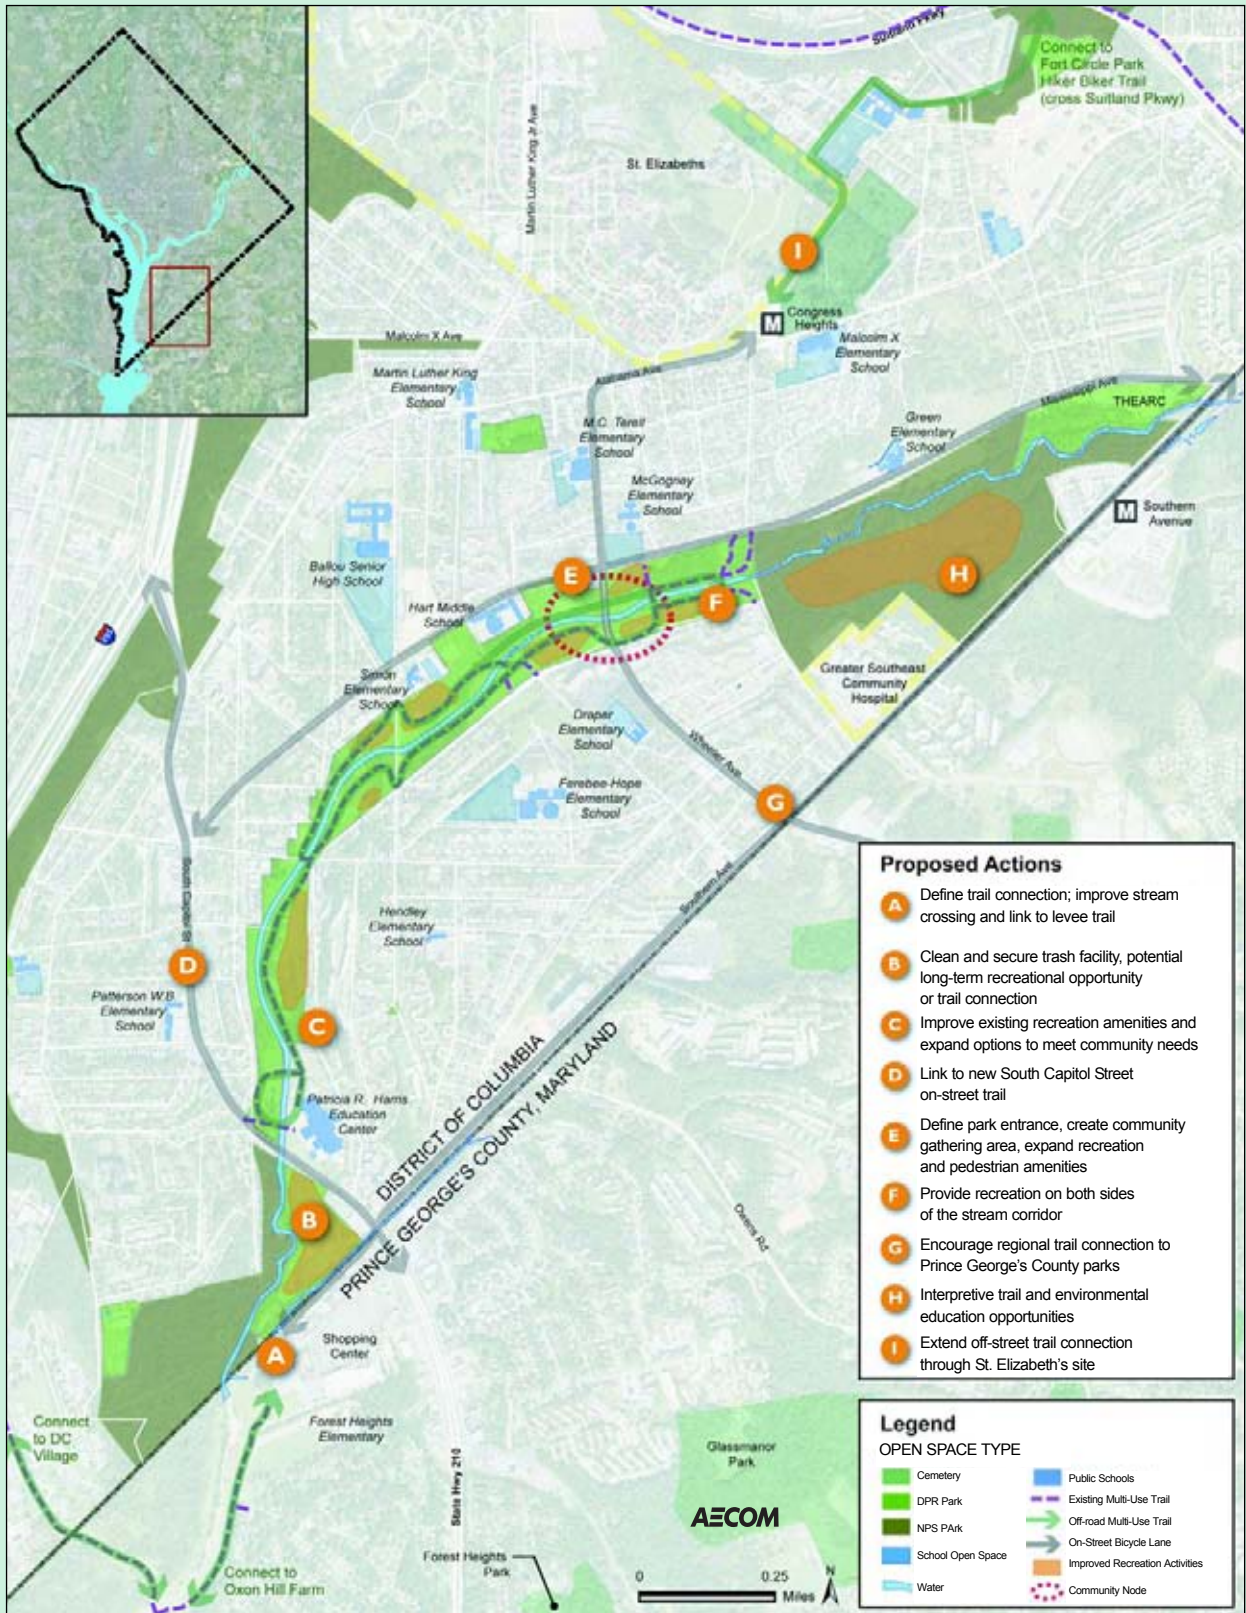 Suitland Pkwy
Connect to
Fort Circle Park
Hiker Biker Trail
(cross Suitland Pkwy)
Martin Luther King Jr Ave
St. Elizabeths
I
M
Congress
Heights
Malcolm X Ave
Malcolm X
Elementary
School
Martin Luther King
Elementary
School
Alabama Ave
Mississippi Ave
THEARC
M.C. Terell
Elementary
School
Green
Elementary
School
McGogney
Elementary
School
M
Southern
Avenue
Ballou Senior
High School
E
H
F
Hart Middle
School
Simon
Elementary
School
Greater Southeast
Community
Hospital
Draper
Elementary
School
Wheeler Ave
Ferebee-Hope
Elementary
School
G
South Capitol St
Southern Ave
Hendley
Elementary
School
D
Patterson W.B.
Elementary
School
C
DISTRICT OF COLUMBIA
PRINCE GEORGE'S COUNTY, MARYLAND
Patricia R. Harris
Education
Center
B
Owens Rd
A
Shopping
Center
Connect
to DC
Village
Forest Heights
Elementary
State Hwy 210
Glassmanor
Park
AECOM
Connect to
Oxon Hill Farm
Forest Heights
Park
0 0.25
Miles
N
Proposed Actions
A Define trail connection; improve stream
crossing and link to levee trail
B Clean and secure trash facility, potential
long-term recreational opportunity
or trail connection
C Improve existing recreation amenities and
expand options to meet community needs
D Link to new South Capitol Street
on-street trail
E Define park entrance, create community
gathering area, expand recreation
and pedestrian amenities
F Provide recreation on both sides
of the stream corridor
G Encourage regional trail connection to
Prince George's County parks
H Interpretive trail and environmental
education opportunities
I Extend off-street trail connection
through St. Elizabeth's site
Legend
OPEN SPACE TYPE
Cemetery
DPR Park
NPS PArk
School Open Space
Water
Public Schools
Existing Multi-Use Trail
Off-road Multi-Use Trail
On-Street Bicycle Lane
Improved Recreation Activities
Community Node